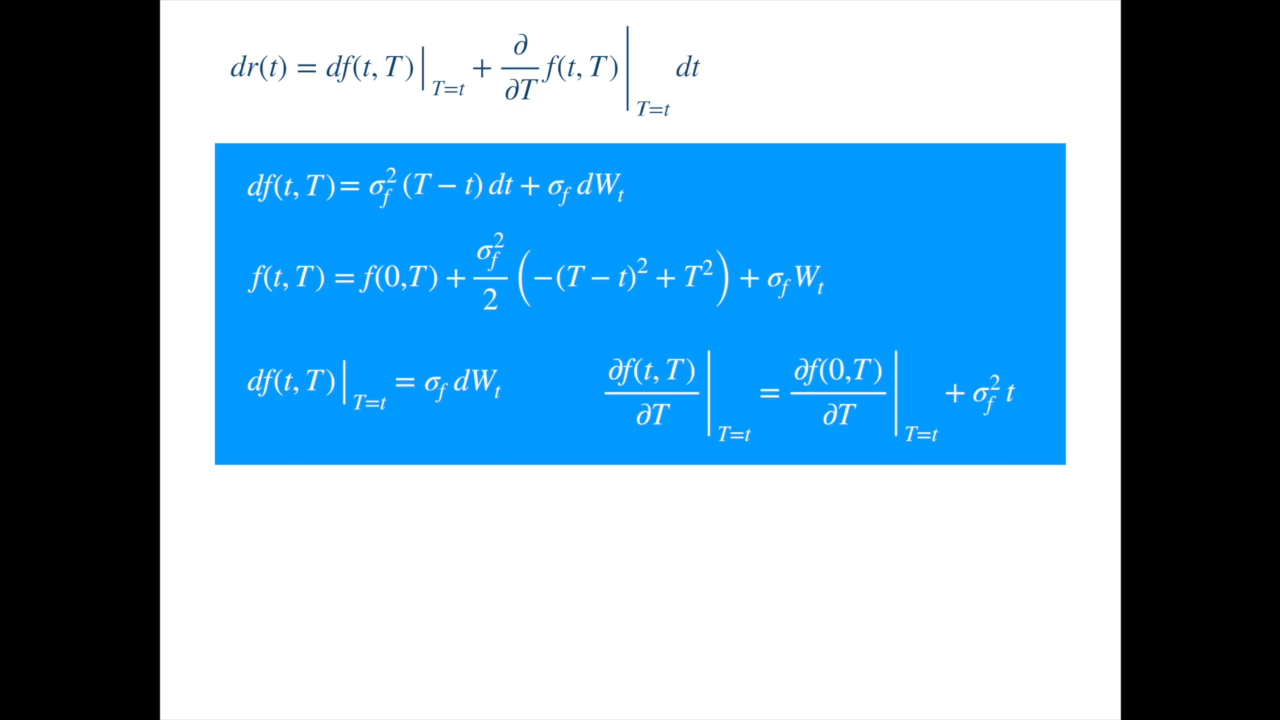 dr(t) = df(t, T)|_{T=t} + ∂/∂T f(t, T)|_{T=t} dt
df(t, T) = σ_f^2 (T − t) dt + σ_f dW_t
f(t, T) = f(0,T) + σ_f^2/2 (−(T − t)^2 + T^2) + σ_f W_t
df(t, T)|_{T=t} = σ_f dW_t    ∂f(t, T)/∂T|_{T=t} = ∂f(0,T)/∂T|_{T=t} + σ_f^2 t